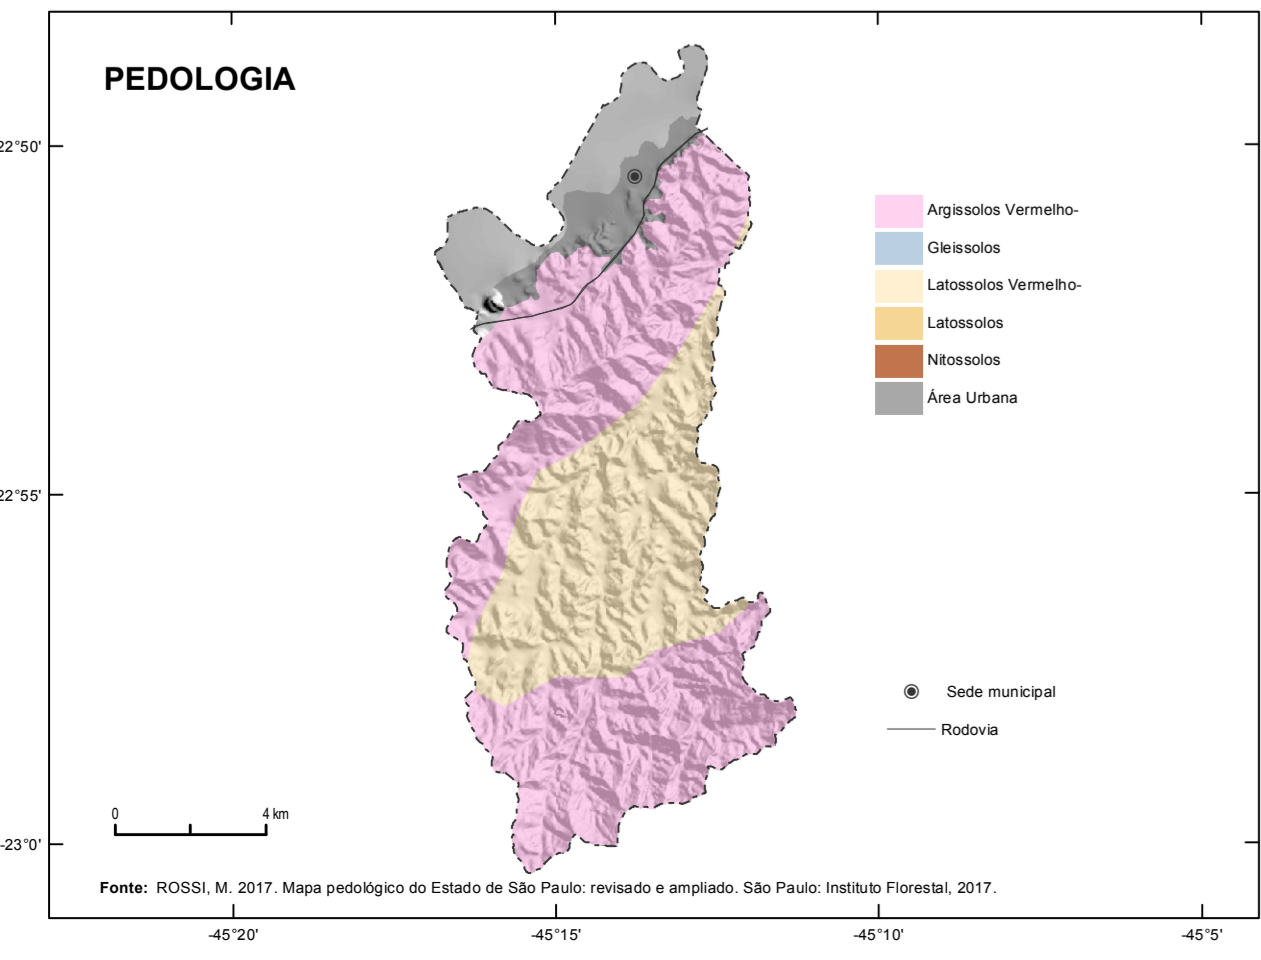 PEDOLOGIA
22°50'
22°55'
-23°0'
Argissolos Vermelho-
Gleissolos
Latossolos Vermelho-
Latossolos
Nitossolos
Área Urbana
Sede municipal
Rodovia
0 4 km
Fonte: ROSSI, M. 2017. Mapa pedológico do Estado de São Paulo: revisado e ampliado. São Paulo: Instituto Florestal, 2017.
-45°20' -45°15' -45°10' -45°5'